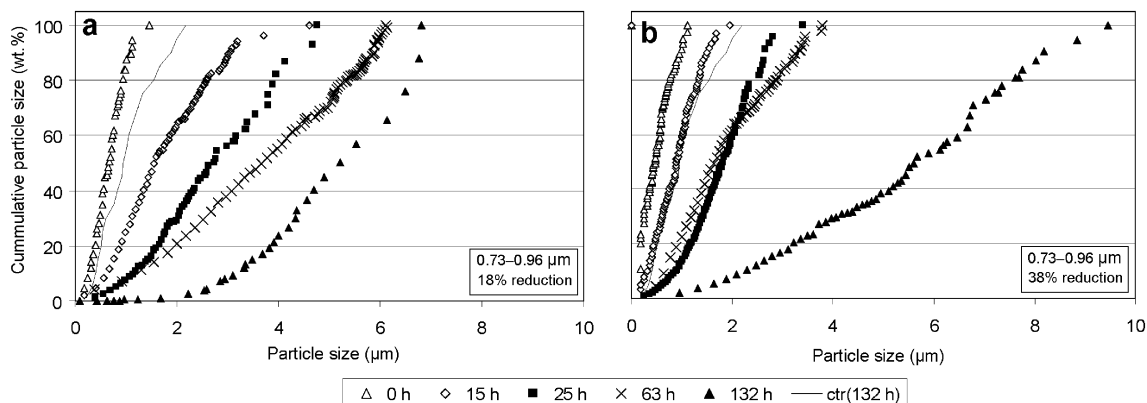 a
b
Cummulative particle size (wt.%)
100
80
60
40
20
0
0.73–0.96 µm
18% reduction
0.73–0.96 µm
38% reduction
0 2 4 6 8 10
0 2 4 6 8 10
Particle size (µm)
Particle size (µm)
0 h 15 h 25 h 63 h 132 h ctr(132 h)